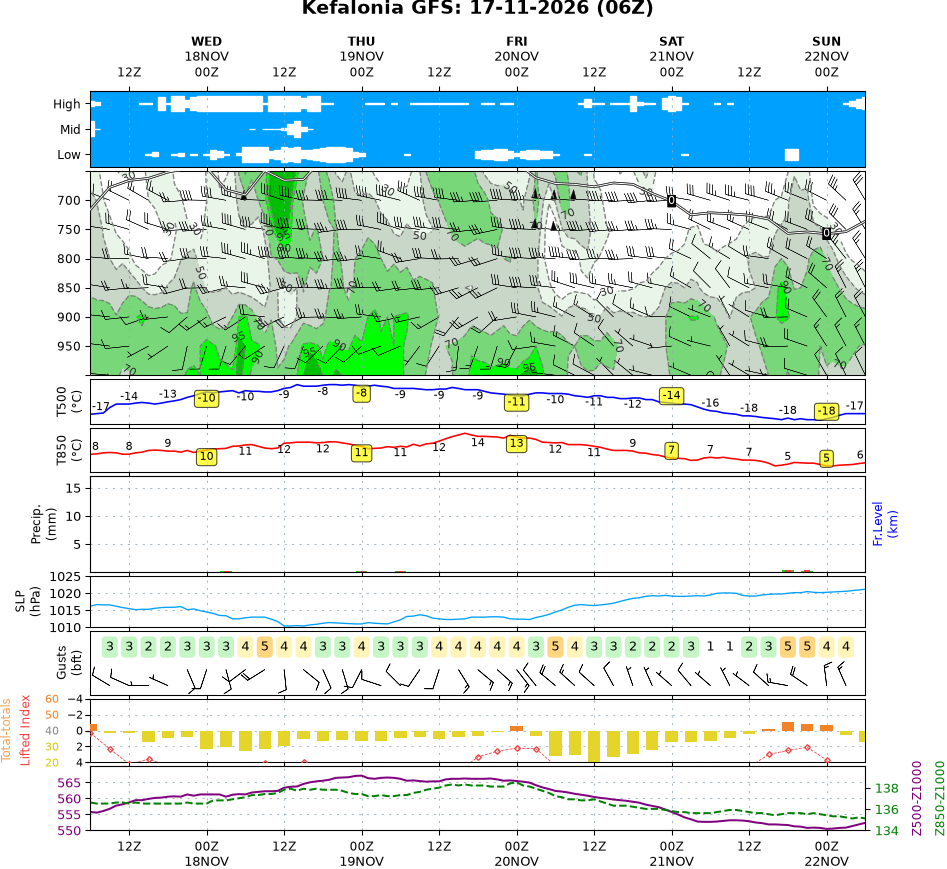 Kefalonia GFS: 17-11-2026 (06Z)
WED THU FRI SAT SUN
18NOV 19NOV 20NOV 21NOV 22NOV
12Z 00Z 12Z 00Z 12Z 00Z 12Z 00Z 12Z 00Z
High
Mid
Low
700
750
800
850
900
950
T500 (°C)
-17 -14 -13 -10 -10 -9 -8 -8 -9 -9 -9 -11 -10 -11 -12 -14 -16 -18 -18 -18 -17
T850 (°C)
8 8 9 10 11 12 12 11 11 12 14 13 12 11 9 7 7 7 5 5 6
Precip. (mm)
15
10
5
Fr.Level (km)
SLP (hPa)
1025
1020
1015
1010
Gusts (bft)
3 3 2 2 3 3 3 4 5 4 4 3 3 4 3 3 3 4 4 4 4 4 3 5 4 3 3 2 2 2 3 1 1 2 3 5 5 4 4
Total-totals
Lifted Index
60 −4
50 −2
40 0
30 2
20 4
565
560
555
550
138
136
134
Z500-Z1000
Z850-Z1000
12Z 00Z 12Z 00Z 12Z 00Z 12Z 00Z 12Z 00Z
18NOV 19NOV 20NOV 21NOV 22NOV